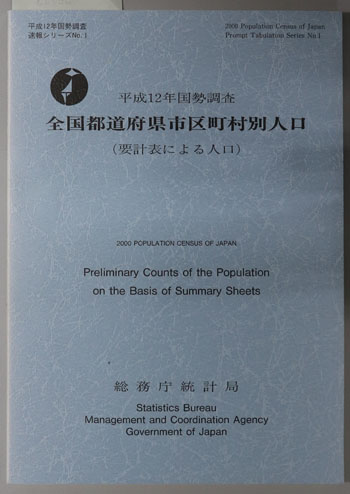 平成12年国勢調査
速報シリーズNo.1
2000 Population Census of Japan
Prompt Tabulation Series No.1
平成12年国勢調査
全国都道府県市区町村別人口
(要計表による人口)
2000 POPULATION CENSUS OF JAPAN
Preliminary Counts of the Population
on the Basis of Summary Sheets
総務庁統計局
Statistics Bureau
Management and Coordination Agency
Government of Japan